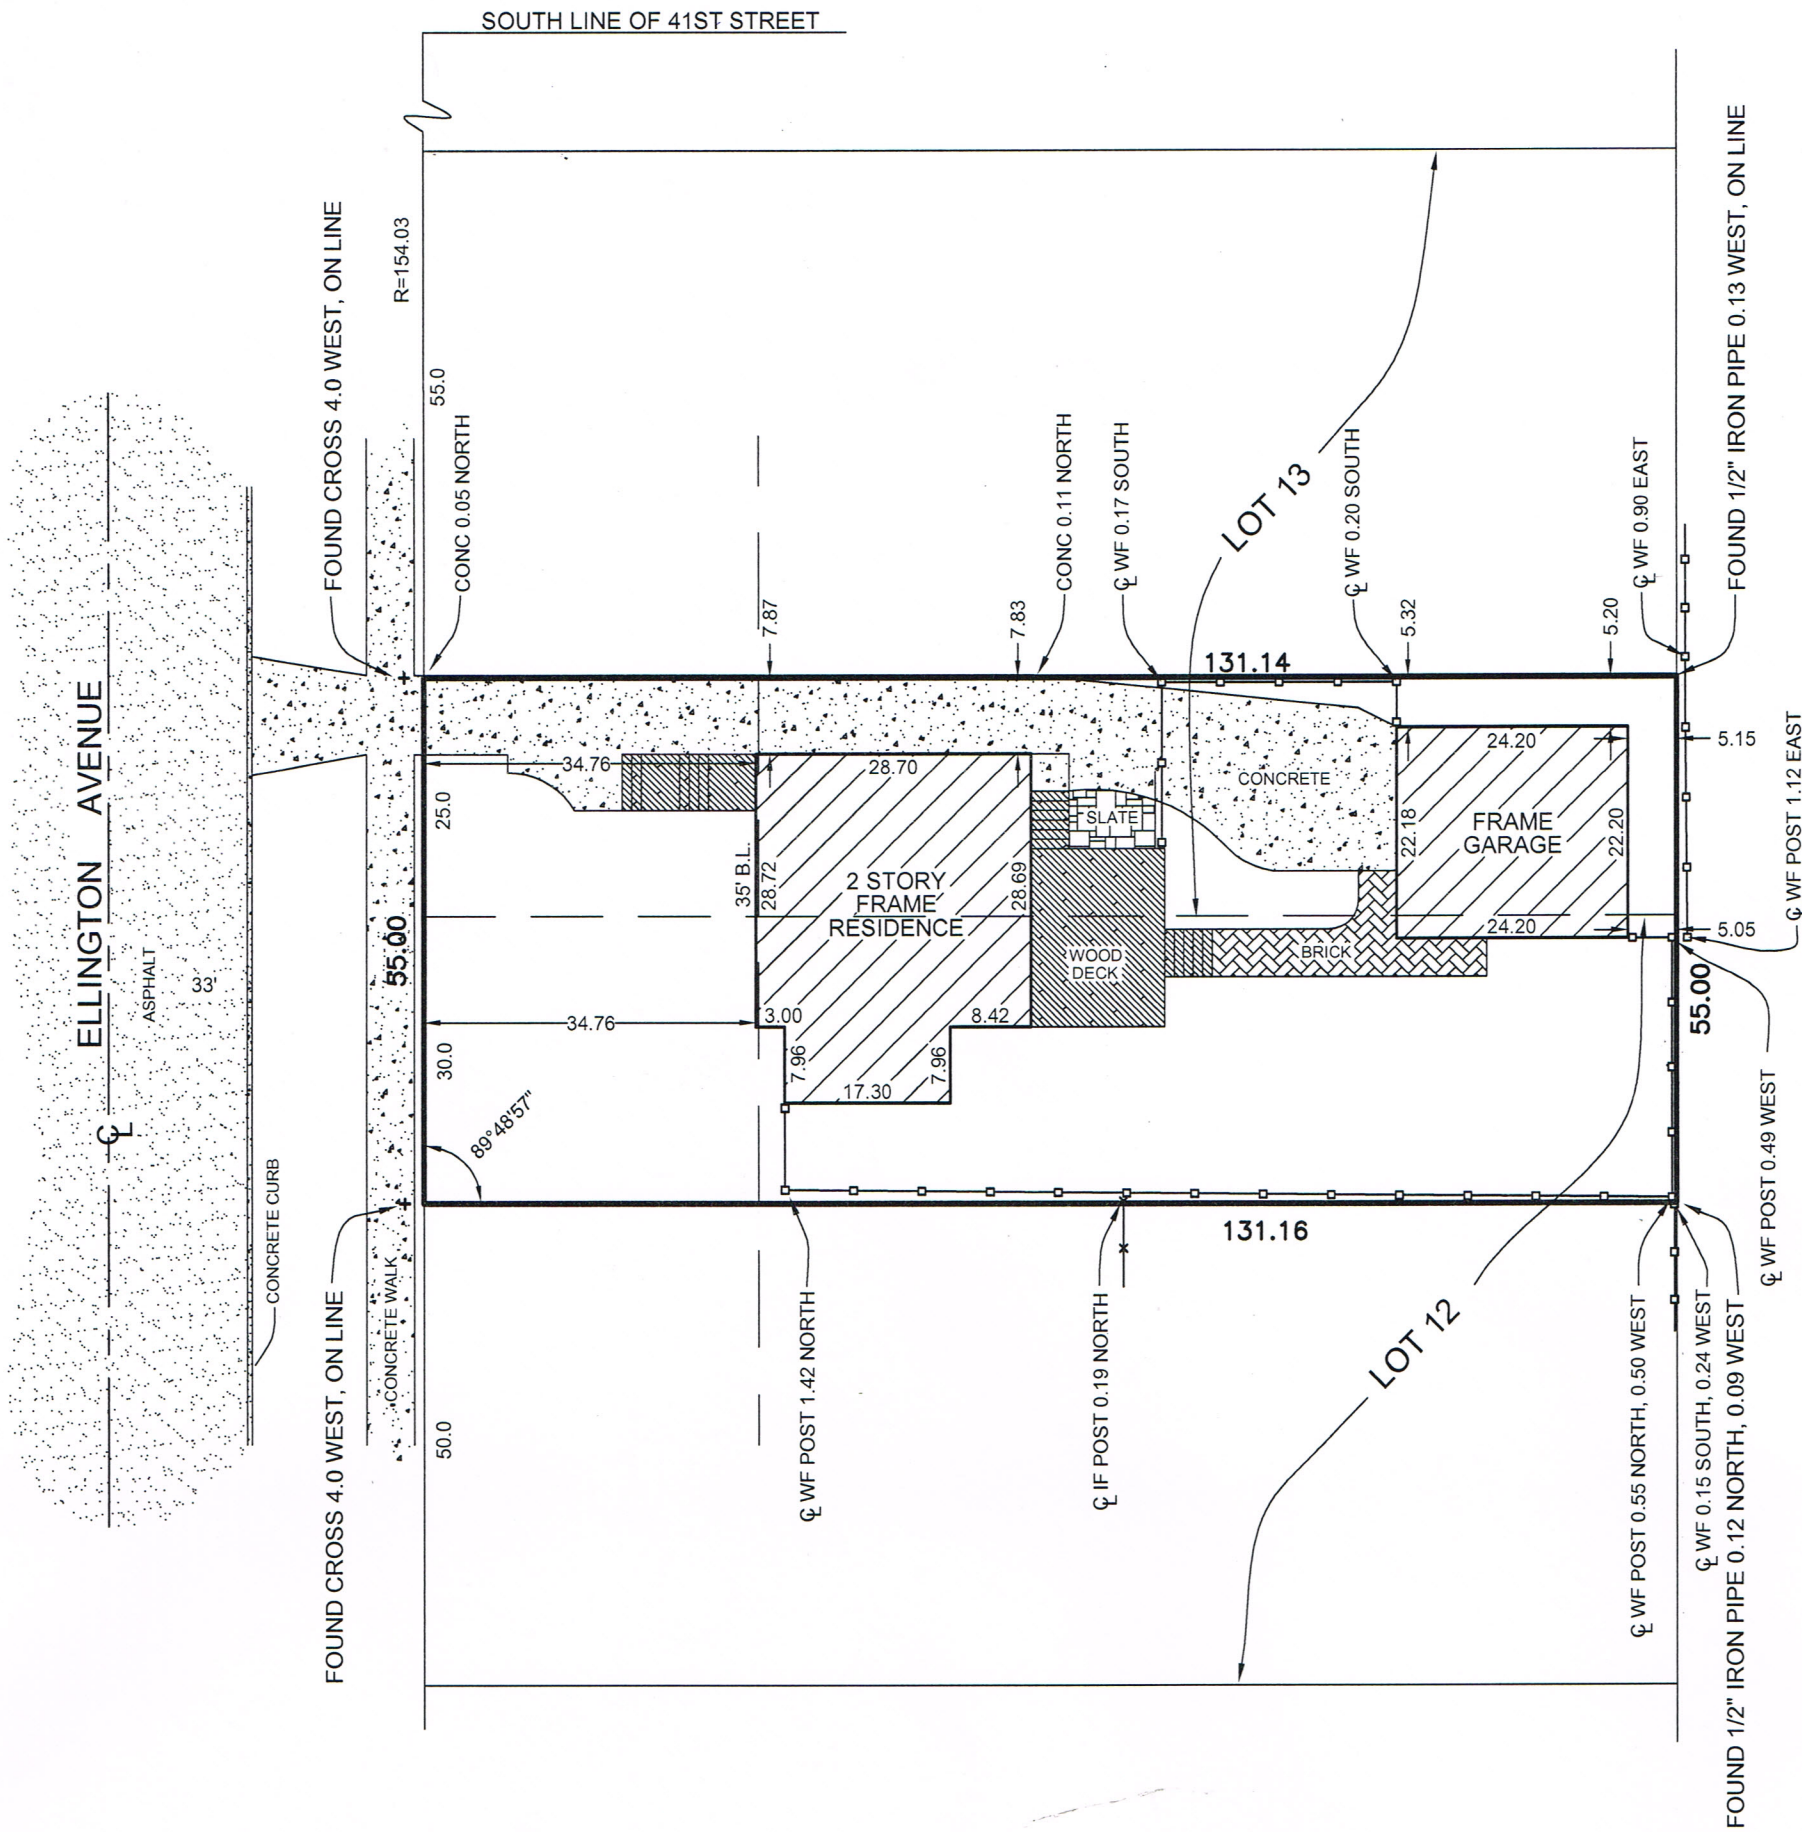 SOUTH LINE OF 41ST STREET
FOUND CROSS 4.0 WEST, ON LINE
R=154.03
55.0
CONC 0.05 NORTH
7.87
7.83
CONC 0.11 NORTH
℄ WF 0.17 SOUTH
LOT 13
℄ WF 0.20 SOUTH
5.32
5.20
℄ WF 0.90 EAST
FOUND 1/2" IRON PIPE 0.13 WEST, ON LINE
131.14
ELLINGTON AVENUE
℄
ASPHALT
33'
CONCRETE CURB
CONCRETE WALK
55.00
25.0
30.0
50.0
34.76
34.76
35' B.L.
28.70
28.72
28.69
2 STORY
FRAME
RESIDENCE
3.00
8.42
7.96
7.96
17.30
SLATE
WOOD
DECK
CONCRETE
BRICK
24.20
22.18
FRAME
GARAGE
22.20
24.20
5.15
5.05
℄ WF POST 1.12 EAST
55.00
℄ WF POST 0.49 WEST
89°48'57"
131.16
FOUND CROSS 4.0 WEST, ON LINE
℄ WF POST 1.42 NORTH
℄ IF POST 0.19 NORTH
LOT 12
℄ WF POST 0.55 NORTH, 0.50 WEST
℄ WF 0.15 SOUTH, 0.24 WEST
FOUND 1/2" IRON PIPE 0.12 NORTH, 0.09 WEST